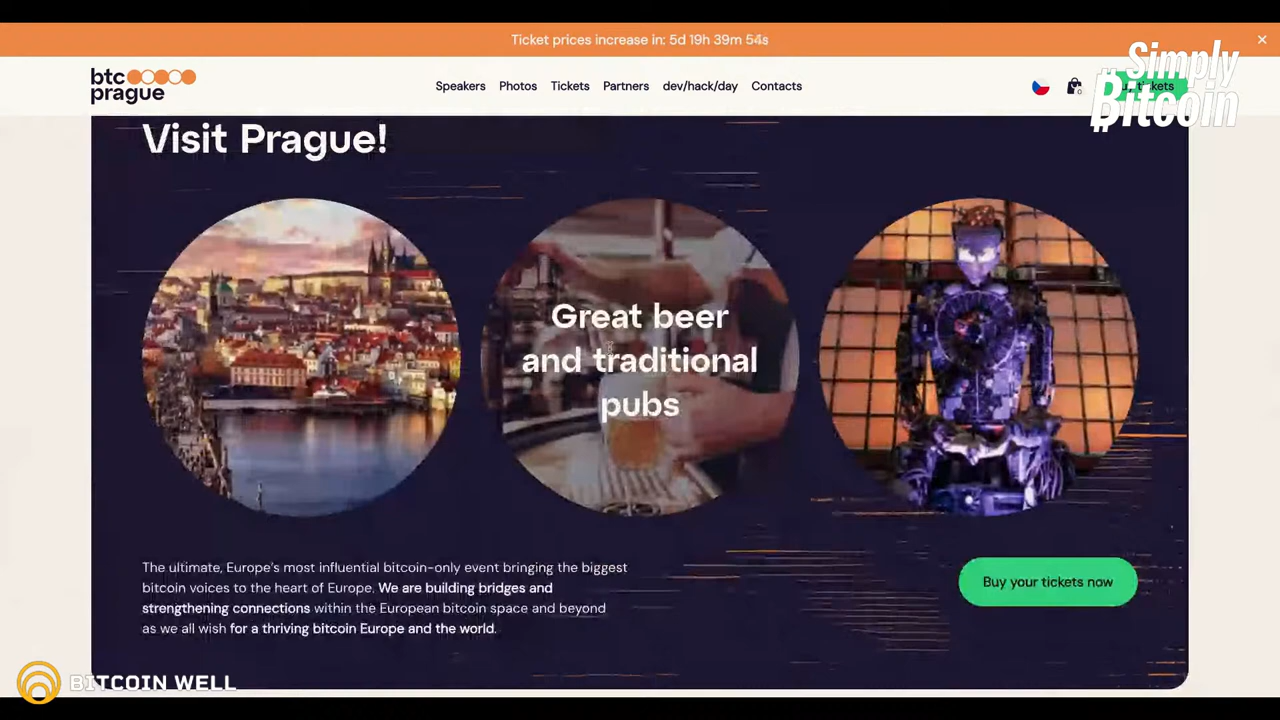 Ticket prices increase in: 5d 19h 39m 54s
btc
prague
Speakers Photos Tickets Partners dev/hack/day Contacts
0
Simply
Bitcoin
tickets
Visit Prague!
Great beer
and traditional
pubs
The ultimate, Europe's most influential bitcoin-only event bringing the biggest
bitcoin voices to the heart of Europe. We are building bridges and
strengthening connections within the European bitcoin space and beyond
as we all wish for a thriving bitcoin Europe and the world.
Buy your tickets now
BITCOIN WELL